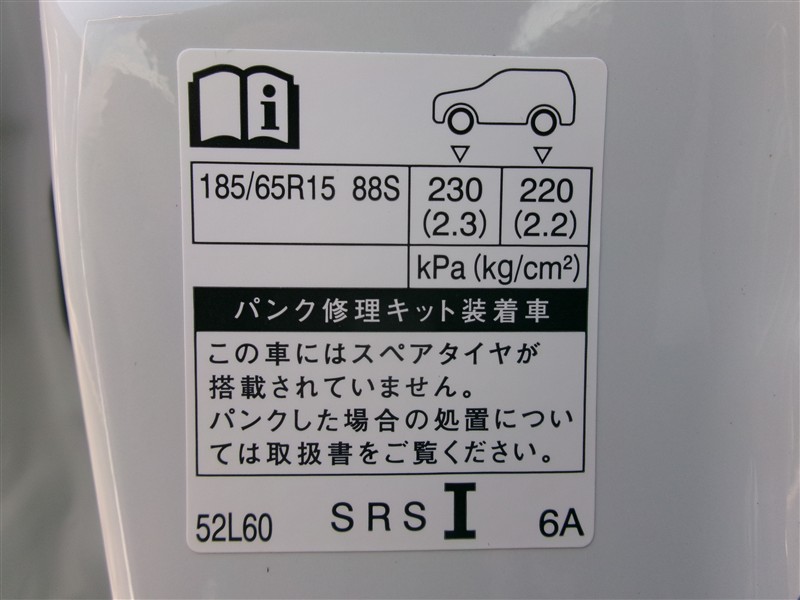 i
185/65R15 88S 230 220
(2.3) (2.2)
kPa (kg/cm²)
パンク修理キット装着車
この車にはスペアタイヤが
搭載されていません。
パンクした場合の処置につい
ては取扱書をご覧ください。
52L60 SRS I 6A